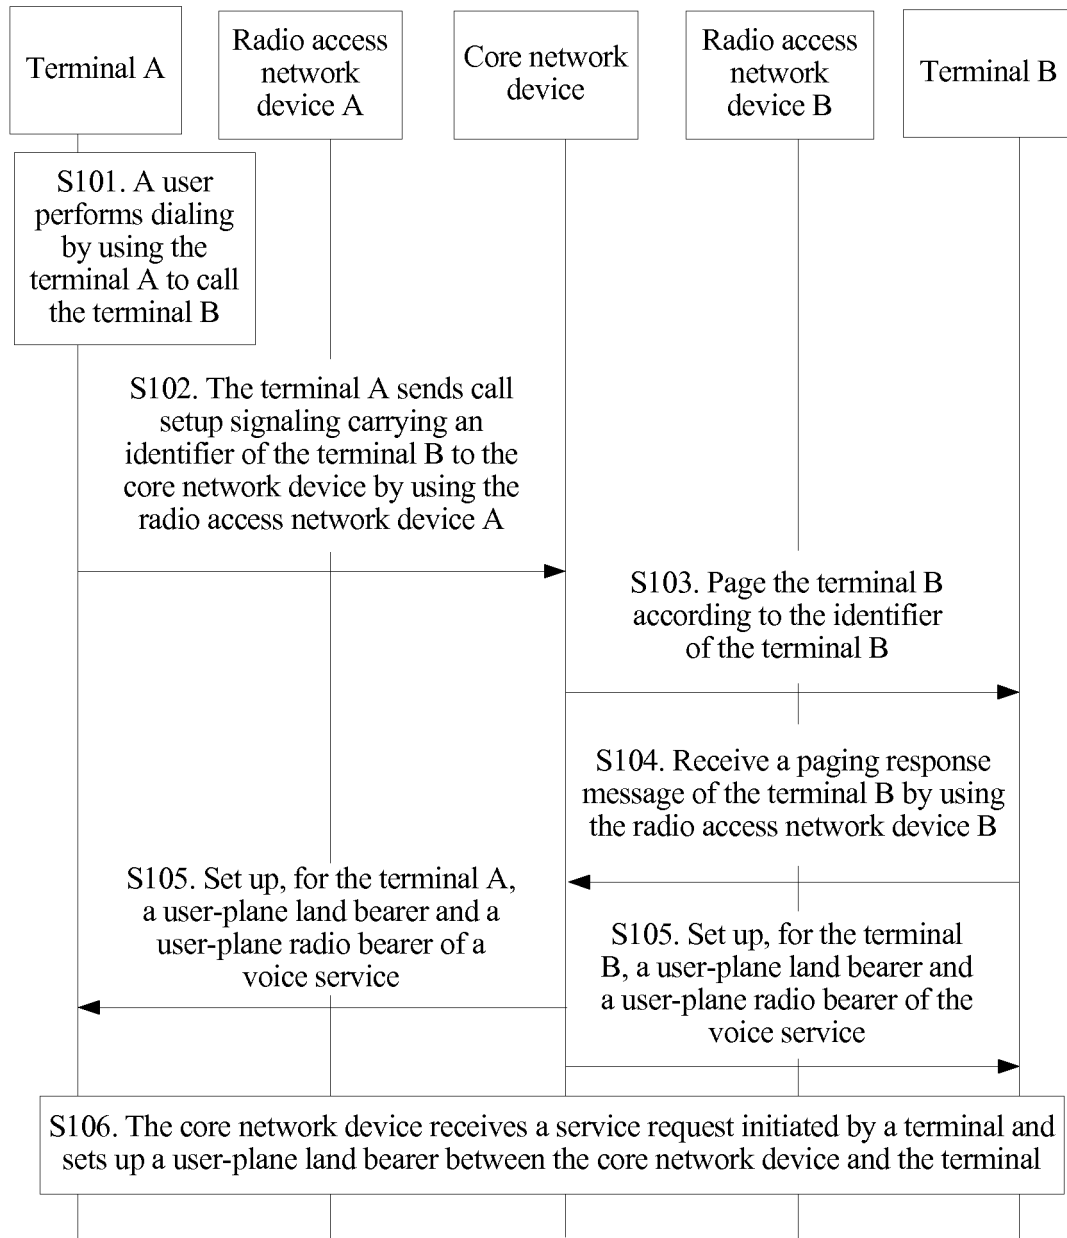 Terminal A
Radio access
network
device A
Core network
device
Radio access
network
device B
Terminal B
S101. A user
performs dialing
by using the
terminal A to call
the terminal B
S102. The terminal A sends call
setup signaling carrying an
identifier of the terminal B to the
core network device by using the
radio access network device A
S103. Page the terminal B
according to the identifier
of the terminal B
S104. Receive a paging response
message of the terminal B by using
the radio access network device B
S105. Set up, for the terminal A,
a user-plane land bearer and a
user-plane radio bearer of a
voice service
S105. Set up, for the terminal
B, a user-plane land bearer and
a user-plane radio bearer of the
voice service
S106. The core network device receives a service request initiated by a terminal and
sets up a user-plane land bearer between the core network device and the terminal